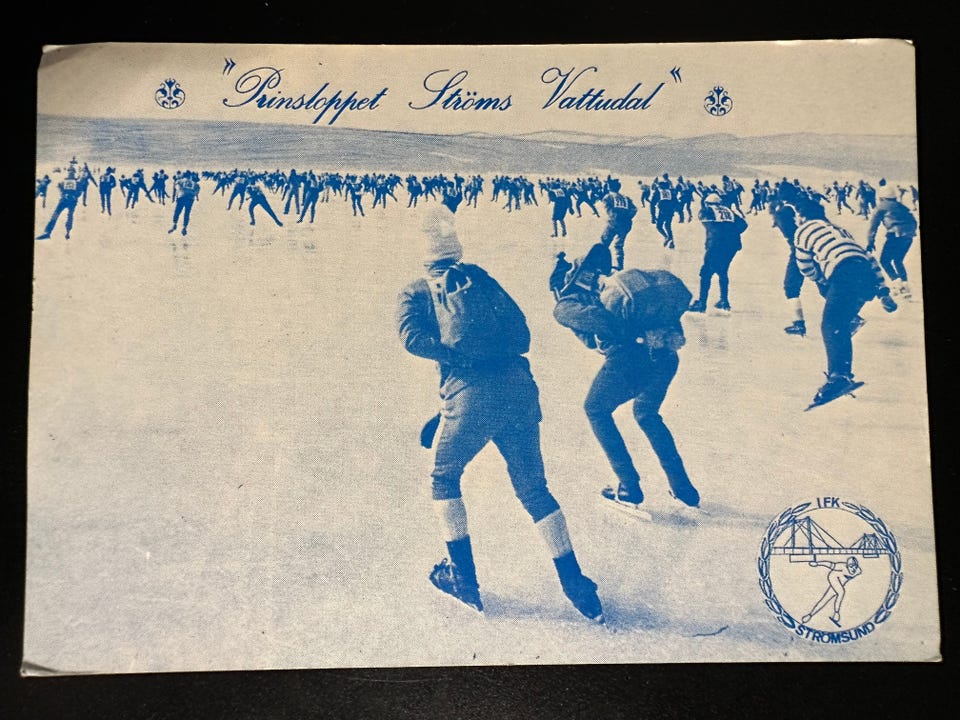 "Prinsloppet Ströms Vattudal"
IFK
STRÖMSUND